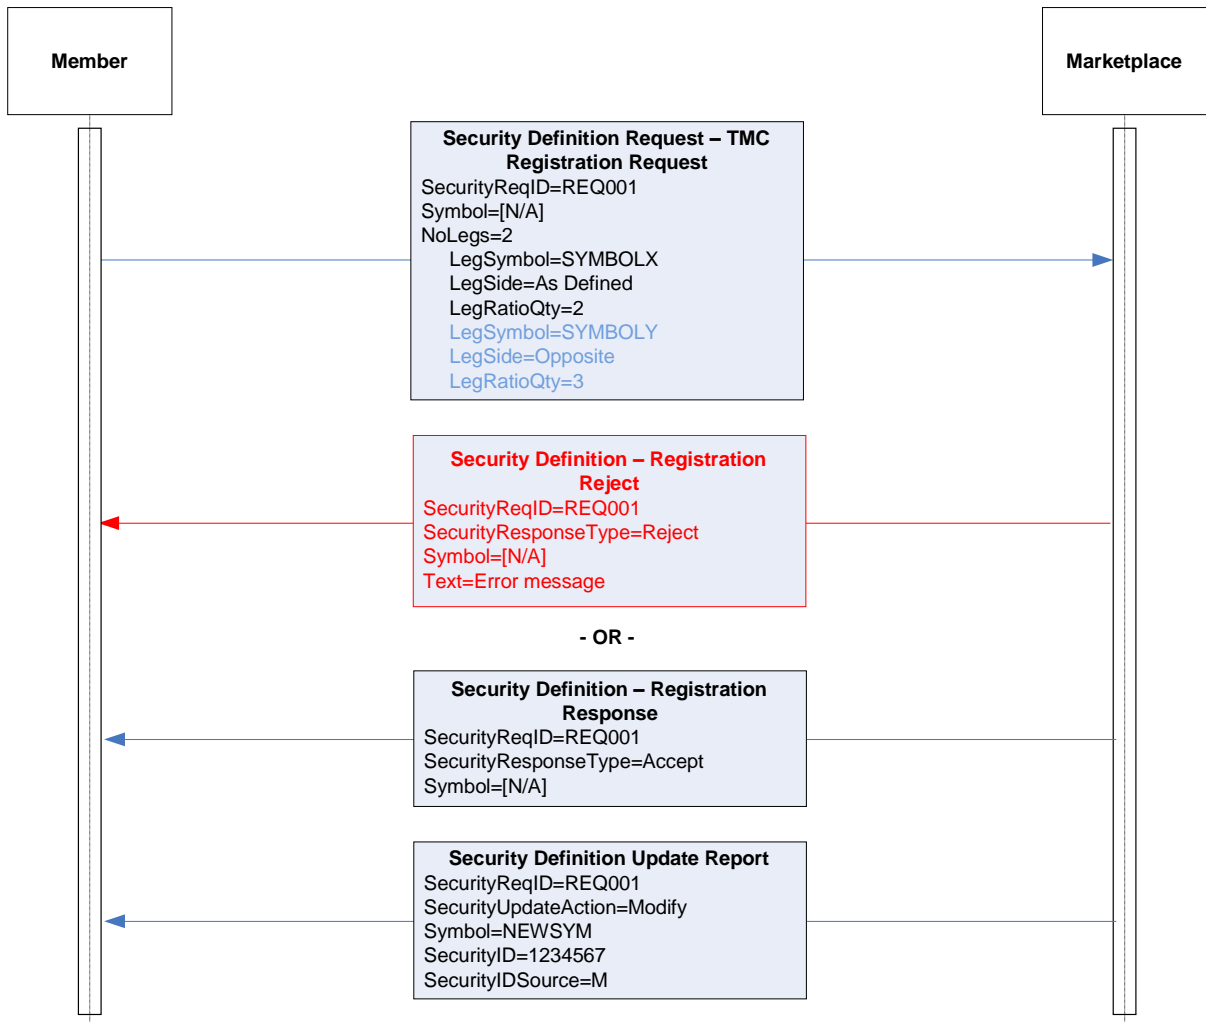 Member
Marketplace
Security Definition Request – TMC
Registration Request
SecurityReqID=REQ001
Symbol=[N/A]
NoLegs=2
LegSymbol=SYMBOLX
LegSide=As Defined
LegRatioQty=2
LegSymbol=SYMBOLY
LegSide=Opposite
LegRatioQty=3
Security Definition – Registration
Reject
SecurityReqID=REQ001
SecurityResponseType=Reject
Symbol=[N/A]
Text=Error message
- OR -
Security Definition – Registration
Response
SecurityReqID=REQ001
SecurityResponseType=Accept
Symbol=[N/A]
Security Definition Update Report
SecurityReqID=REQ001
SecurityUpdateAction=Modify
Symbol=NEWSYM
SecurityID=1234567
SecurityIDSource=M